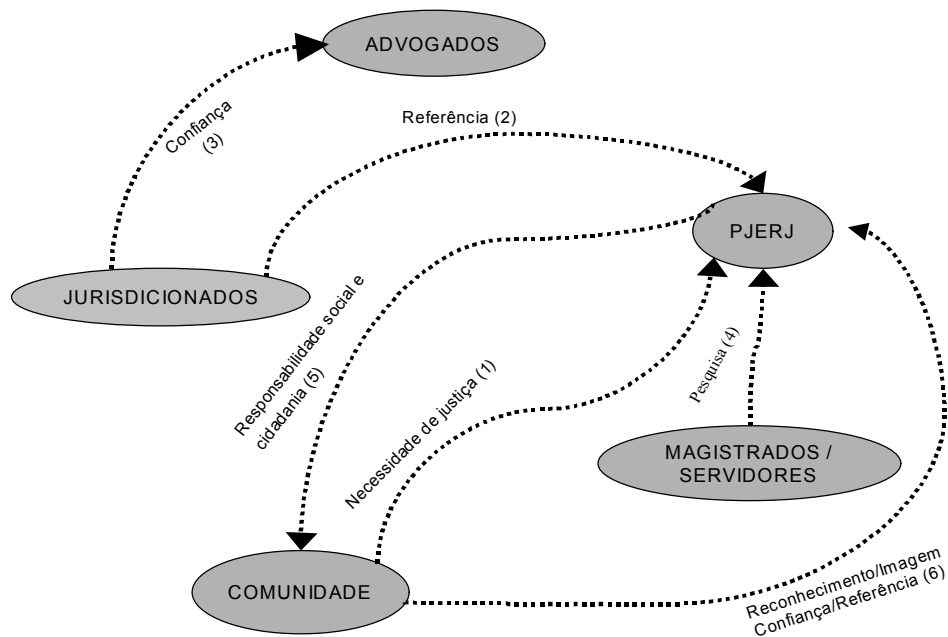 ADVOGADOS
Confiança
(3)
Referência (2)
PJERJ
JURISDICIONADOS
Responsabilidade social e
cidadania (5)
Necessidade de justiça (1)
Pesquisa (4)
MAGISTRADOS /
SERVIDORES
COMUNIDADE
Reconhecimento/Imagem
Confiança/Referência (6)